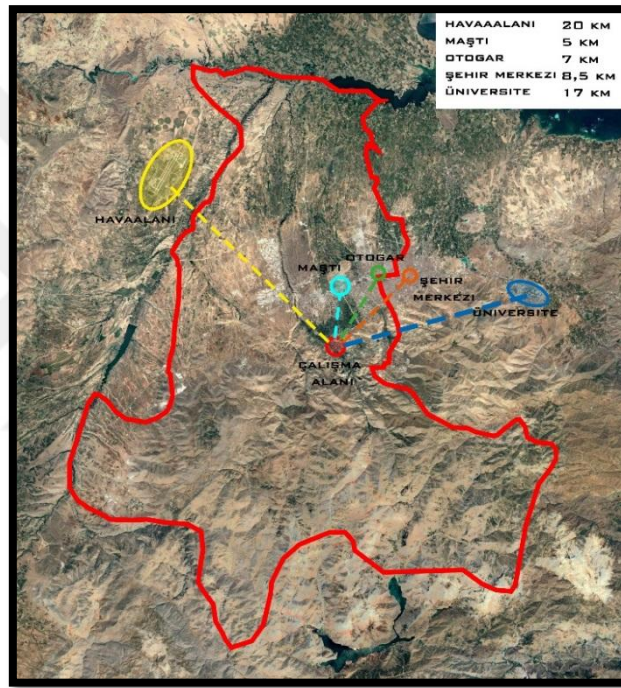 HAVAAALANI 20 KM
MAŞTI 5 KM
OTOGAR 7 KM
ŞEHIR MERKEZI 8,5 KM
ÜNIVERSITE 17 KM
HAVAALANI
OTOGAR
MAŞTI
ŞEHIR
MERKEZI
ÜNIVERSITE
ÇALIŞMA
ALANI